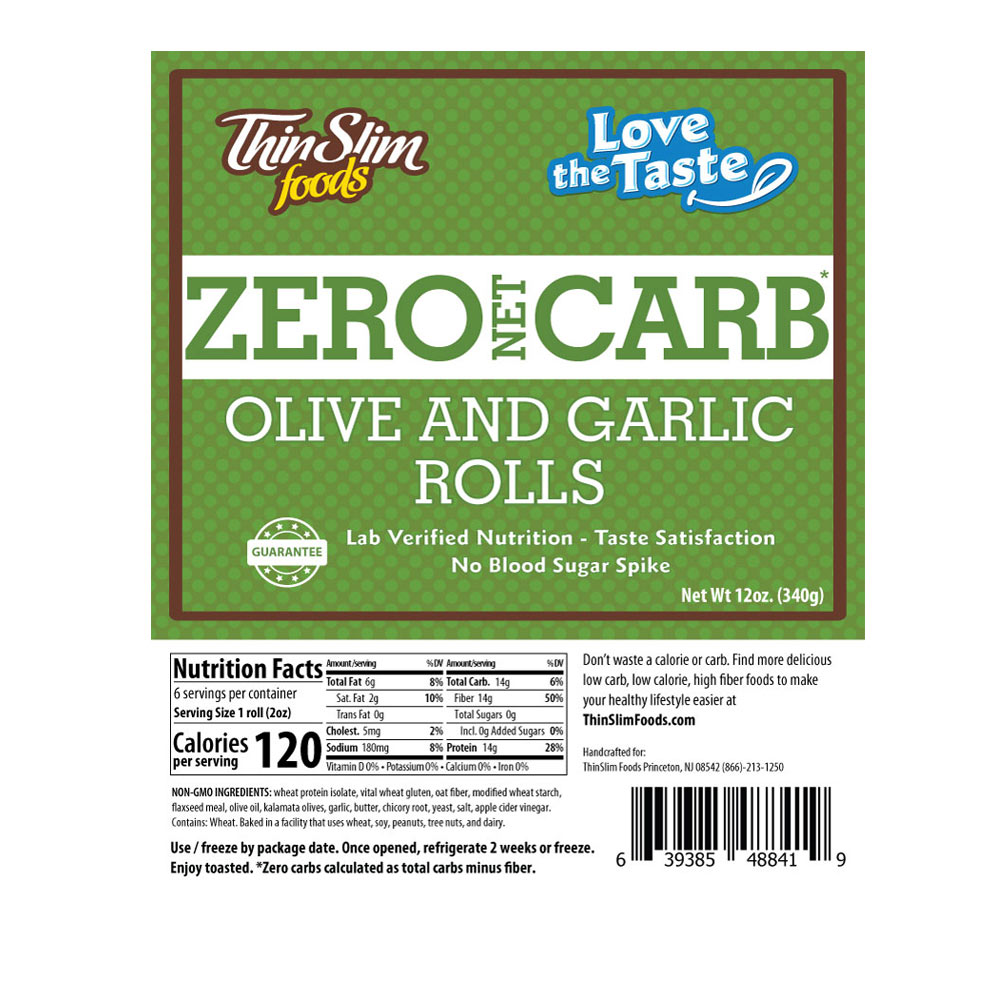 ThinSlim
foods
Love
the Taste
ZERO NET CARB*
OLIVE AND GARLIC
ROLLS
GUARANTEE
Lab Verified Nutrition - Taste Satisfaction
No Blood Sugar Spike
Net Wt 12oz. (340g)
Nutrition Facts
6 servings per container
Serving Size 1 roll (2oz)
Calories 120
per serving
Amount/serving %DV
Total Fat 6g 8%
Sat. Fat 2g 10%
Trans Fat 0g
Cholest. 5mg 2%
Sodium 180mg 8%
Amount/serving %DV
Total Carb. 14g 6%
Fiber 14g 50%
Total Sugars 0g
Incl. 0g Added Sugars 0%
Protein 14g 28%
Vitamin D 0% • Potassium 0% • Calcium 0% • Iron 0%
NON-GMO INGREDIENTS: wheat protein isolate, vital wheat gluten, oat fiber, modified wheat starch,
flaxseed meal, olive oil, kalamata olives, garlic, butter, chicory root, yeast, salt, apple cider vinegar.
Contains: Wheat. Baked in a facility that uses wheat, soy, peanuts, tree nuts, and dairy.
Use / freeze by package date. Once opened, refrigerate 2 weeks or freeze.
Enjoy toasted. *Zero carbs calculated as total carbs minus fiber.
Don't waste a calorie or carb. Find more delicious
low carb, low calorie, high fiber foods to make
your healthy lifestyle easier at
ThinSlimFoods.com
Handcrafted for:
ThinSlim Foods Princeton, NJ 08542 (866)-213-1250
6 39385 48841 9